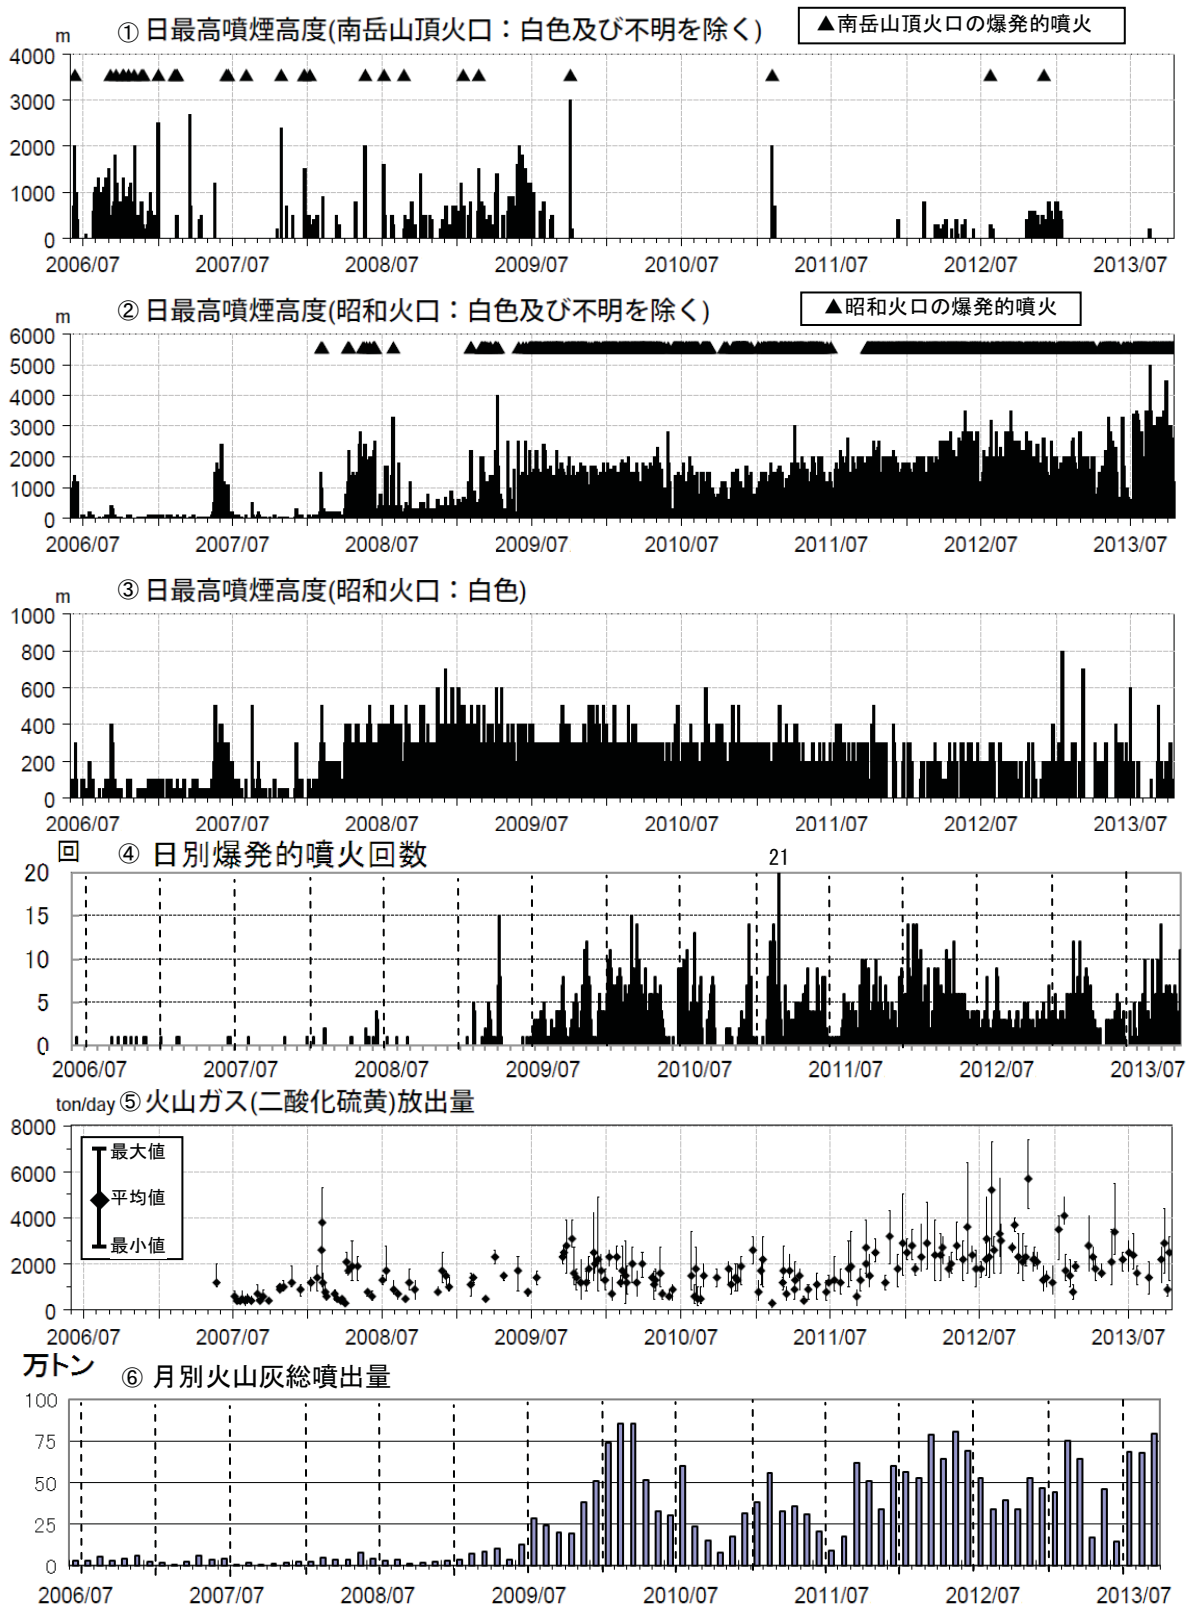 ① 日最高噴煙高度(南岳山頂火口：白色及び不明を除く)
▲南岳山頂火口の爆発的噴火
m
4000
3000
2000
1000
0
2006/07 2007/07 2008/07 2009/07 2010/07 2011/07 2012/07 2013/07
② 日最高噴煙高度(昭和火口：白色及び不明を除く)
▲昭和火口の爆発的噴火
m
6000
5000
4000
3000
2000
1000
0
2006/07 2007/07 2008/07 2009/07 2010/07 2011/07 2012/07 2013/07
③ 日最高噴煙高度(昭和火口：白色)
m
1000
800
600
400
200
0
2006/07 2007/07 2008/07 2009/07 2010/07 2011/07 2012/07 2013/07
回 ④ 日別爆発的噴火回数
21
20
15
10
5
0
2006/07 2007/07 2008/07 2009/07 2010/07 2011/07 2012/07 2013/07
ton/day ⑤ 火山ガス(二酸化硫黄)放出量
8000
6000
4000
2000
0
最大値
平均値
最小値
2006/07 2007/07 2008/07 2009/07 2010/07 2011/07 2012/07 2013/07
万トン ⑥ 月別火山灰総噴出量
100
75
50
25
0
2006/07 2007/07 2008/07 2009/07 2010/07 2011/07 2012/07 2013/07